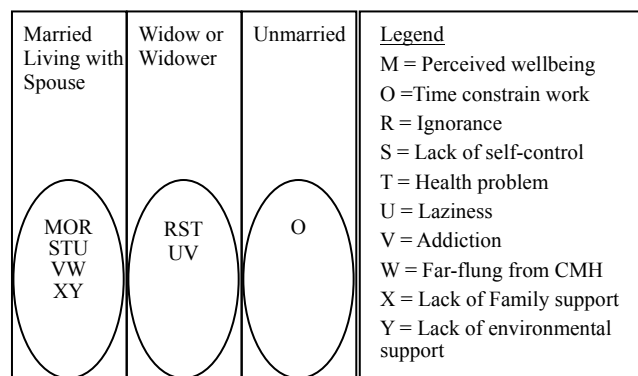 Married
Living with
Spouse
Widow or
Widower
Unmarried
MOR
STU
VW
XY
RST
UV
O
Legend
M = Perceived wellbeing
O =Time constrain work
R = Ignorance
S = Lack of self-control
T = Health problem
U = Laziness
V = Addiction
W = Far-flung from CMH
X = Lack of Family support
Y = Lack of environmental
support